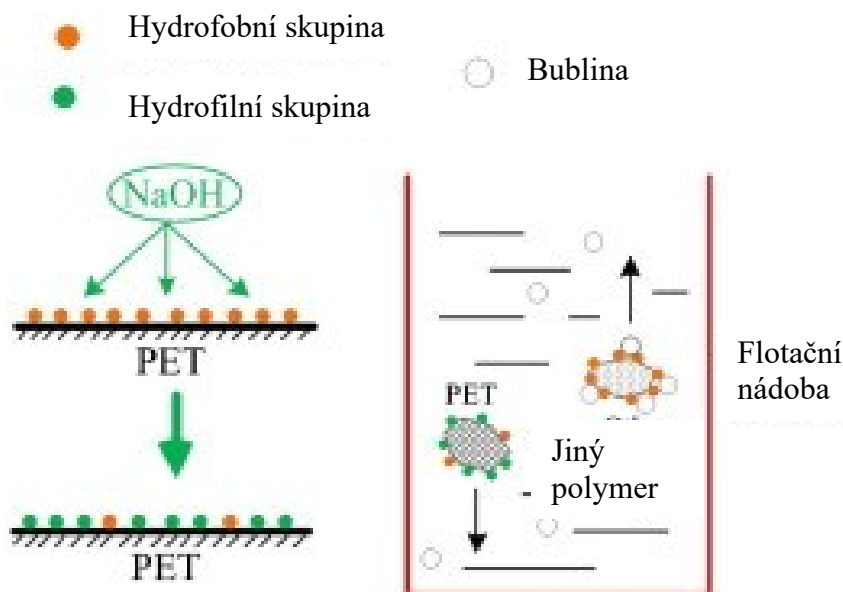 Hydrofobní skupina
Hydrofilní skupina
Bublina
NaOH
PET
PET
PET
Jiný
polymer
Flotační
nádoba